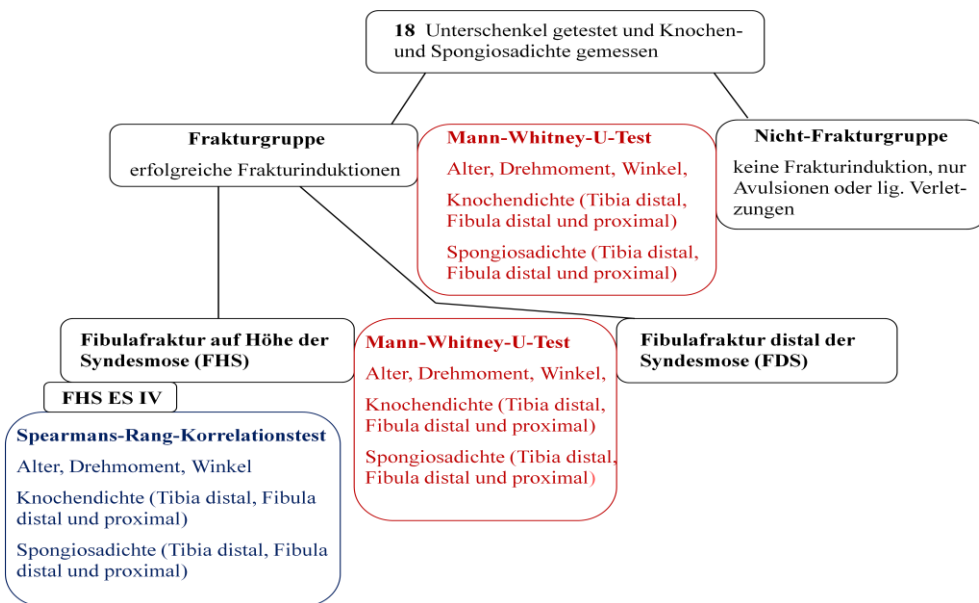 18 Unterschenkel getestet und Knochen-
und Spongiosadichte gemessen
Frakturgruppe
erfolgreiche Frakturinduktionen
Mann-Whitney-U-Test
Alter, Drehmoment, Winkel,
Knochendichte (Tibia distal,
Fibula distal und proximal)
Spongiosadichte (Tibia distal,
Fibula distal und proximal)
Nicht-Frakturgruppe
keine Frakturinduktion, nur
Avulsionen oder lig. Verlet-
zungen
Fibulafraktur auf Höhe der
Syndesmose (FHS)
Mann-Whitney-U-Test
Alter, Drehmoment, Winkel,
Knochendichte (Tibia distal,
Fibula distal und proximal)
Spongiosadichte (Tibia distal,
Fibula distal und proximal)
Fibulafraktur distal der
Syndesmose (FDS)
FHS ES IV
Spearmans-Rang-Korrelationstest
Alter, Drehmoment, Winkel
Knochendichte (Tibia distal, Fibula
distal und proximal)
Spongiosadichte (Tibia distal, Fibula
distal und proximal)